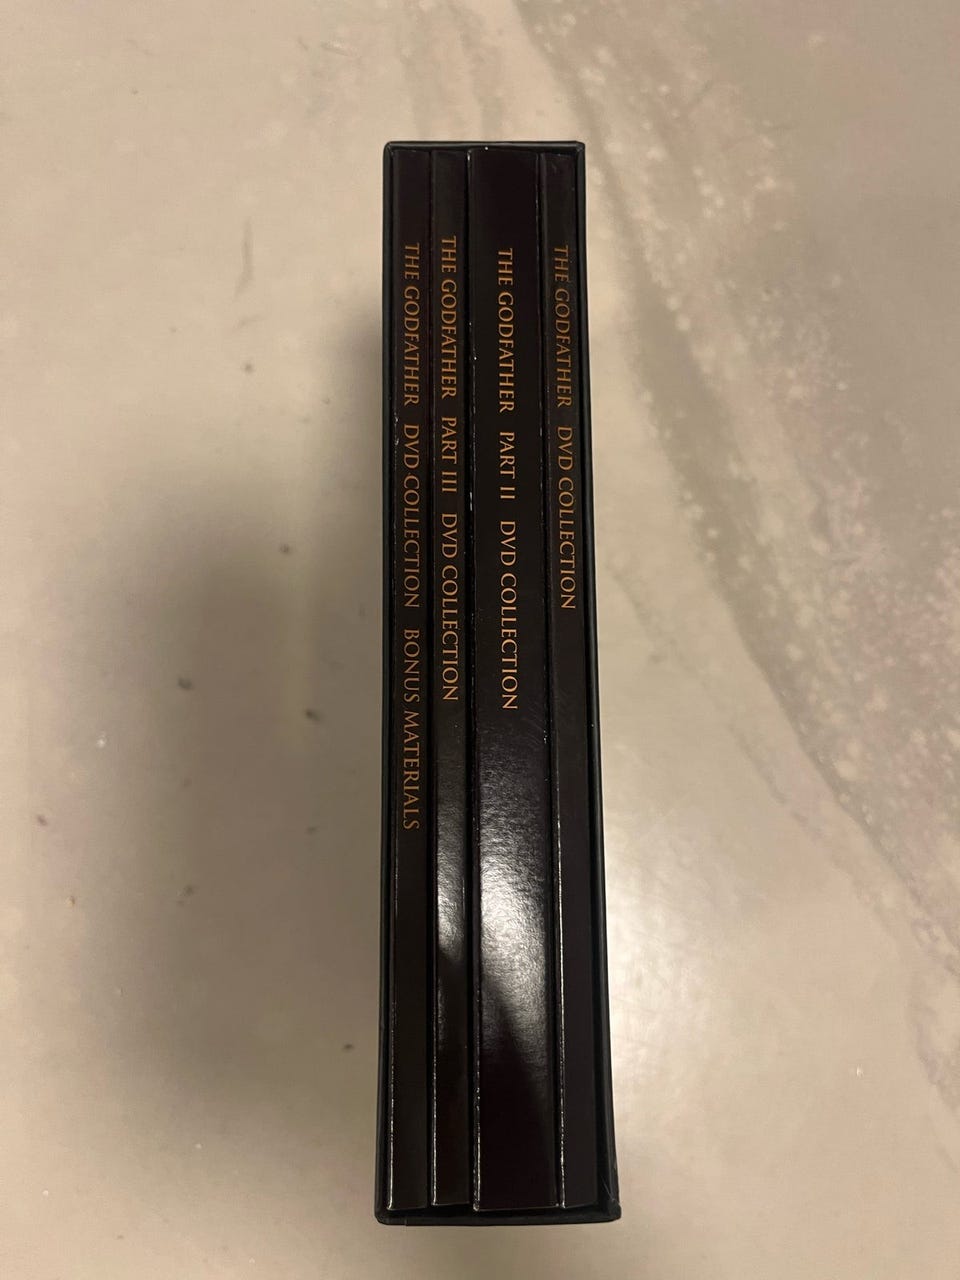 THE GODFATHER DVD COLLECTION BONUS MATERIALS
THE GODFATHER PART III DVD COLLECTION
THE GODFATHER PART II DVD COLLECTION
THE GODFATHER DVD COLLECTION